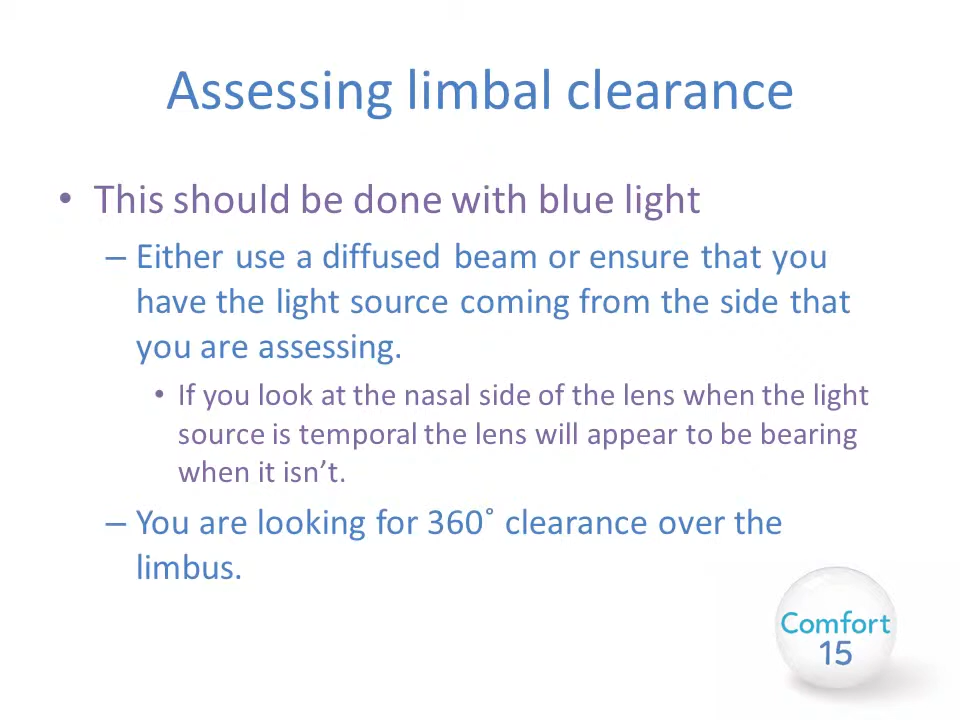 Assessing limbal clearance
• This should be done with blue light
– Either use a diffused beam or ensure that you
have the light source coming from the side that
you are assessing.
• If you look at the nasal side of the lens when the light
source is temporal the lens will appear to be bearing
when it isn’t.
– You are looking for 360˚ clearance over the
limbus.
Comfort
15